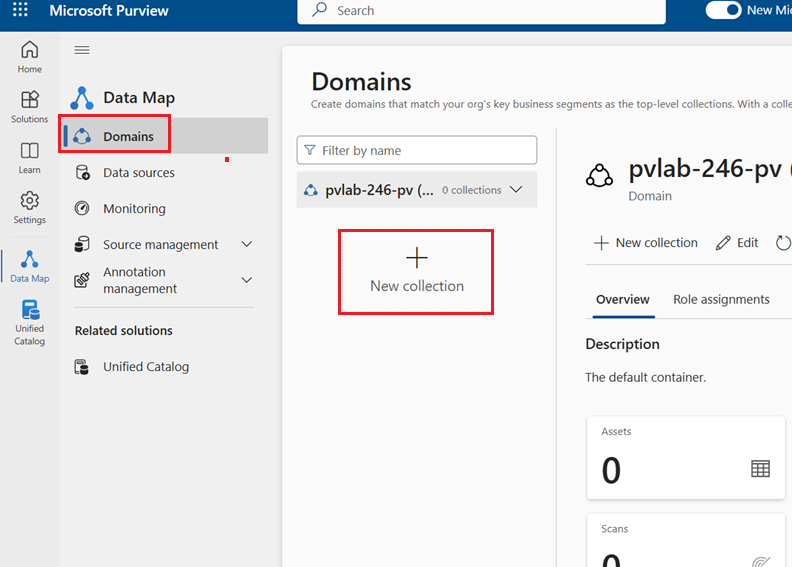 Microsoft Purview
Search
New Mic
Home
Solutions
Learn
Settings
Data Map
Unified
Catalog
Data Map
Domains
Data sources
Monitoring
Source management
Annotation
management
Related solutions
Unified Catalog
Domains
Create domains that match your org's key business segments as the top-level collections. With a colle
Filter by name
pvlab-246-pv (... 0 collections
New collection
pvlab-246-pv (
Domain
New collection Edit
Overview Role assignments
Description
The default container.
Assets
0
Scans
0